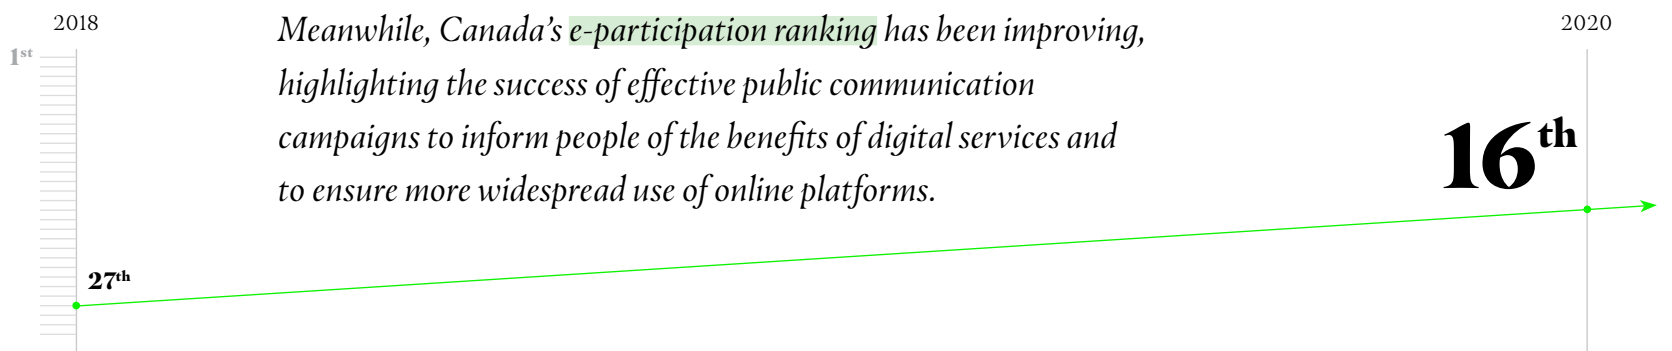 2018
2020
1st
Meanwhile, Canada’s e-participation ranking has been improving,
highlighting the success of effective public communication
campaigns to inform people of the benefits of digital services and
to ensure more widespread use of online platforms.
16th
27th